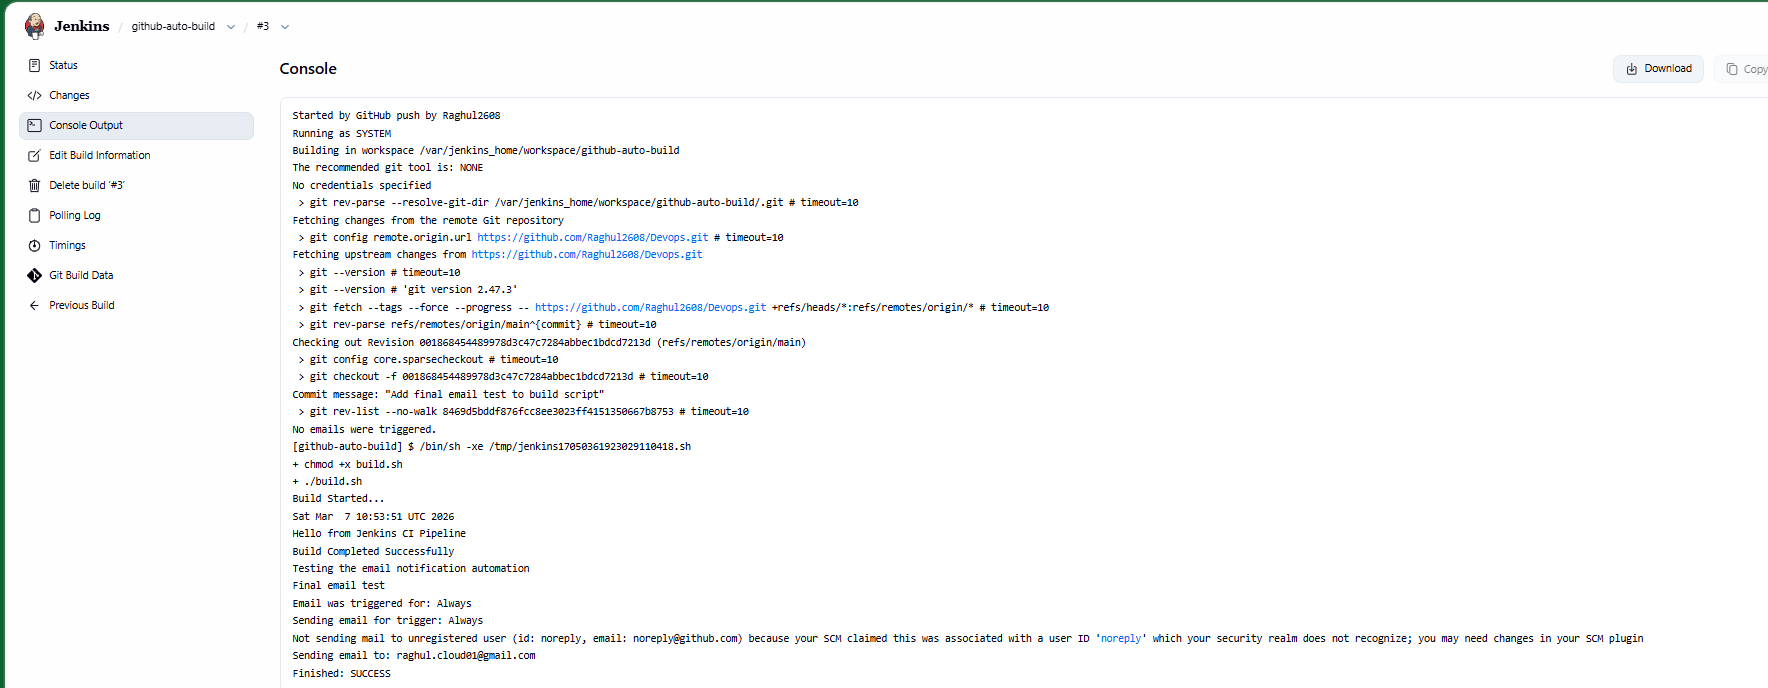 Jenkins / github-auto-build / #3
Status
Changes
Console Output
Edit Build Information
Delete build '#3'
Polling Log
Timings
Git Build Data
Previous Build
Console
Download
Copy
Started by GitHub push by Raghul2608
Running as SYSTEM
Building in workspace /var/jenkins_home/workspace/github-auto-build
The recommended git tool is: NONE
No credentials specified
> git rev-parse --resolve-git-dir /var/jenkins_home/workspace/github-auto-build/.git # timeout=10
Fetching changes from the remote Git repository
> git config remote.origin.url https://github.com/Raghul2608/Devops.git # timeout=10
Fetching upstream changes from https://github.com/Raghul2608/Devops.git
> git --version # timeout=10
> git --version # 'git version 2.47.3'
> git fetch --tags --force --progress -- https://github.com/Raghul2608/Devops.git +refs/heads/*:refs/remotes/origin/* # timeout=10
> git rev-parse refs/remotes/origin/main^{commit} # timeout=10
Checking out Revision 001868454489978d3c47c7284abbec1bdcd7213d (refs/remotes/origin/main)
> git config core.sparsecheckout # timeout=10
> git checkout -f 001868454489978d3c47c7284abbec1bdcd7213d # timeout=10
Commit message: "Add final email test to build script"
> git rev-list --no-walk 8469d5bddf876fcc8ee3023ff4151350667b8753 # timeout=10
No emails were triggered.
[github-auto-build] $ /bin/sh -xe /tmp/jenkins17050361923029110418.sh
+ chmod +x build.sh
+ ./build.sh
Build Started...
Sat Mar  7 10:53:51 UTC 2026
Hello from Jenkins CI Pipeline
Build Completed Successfully
Testing the email notification automation
Final email test
Email was triggered for: Always
Sending email for trigger: Always
Not sending mail to unregistered user (id: noreply, email: noreply@github.com) because your SCM claimed this was associated with a user ID 'noreply' which your security realm does not recognize; you may need changes in your SCM plugin
Sending email to: raghul.cloud01@gmail.com
Finished: SUCCESS